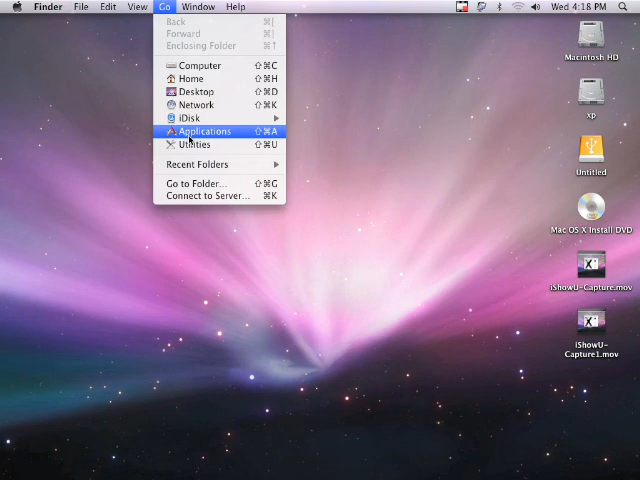 Finder File Edit View Go Window Help Wed 4:18 PM
Back ⌘[
Forward ⌘]
Enclosing Folder ⌘↑
Computer ⇧⌘C
Home ⇧⌘H
Desktop ⇧⌘D
Network ⇧⌘K
iDisk
Applications ⇧⌘A
Utilities ⇧⌘U
Recent Folders
Go to Folder... ⇧⌘G
Connect to Server... ⌘K
Macintosh HD
xp
Untitled
Mac OS X Install DVD
iShowU-Capture.mov
iShowU-
Capture1.mov